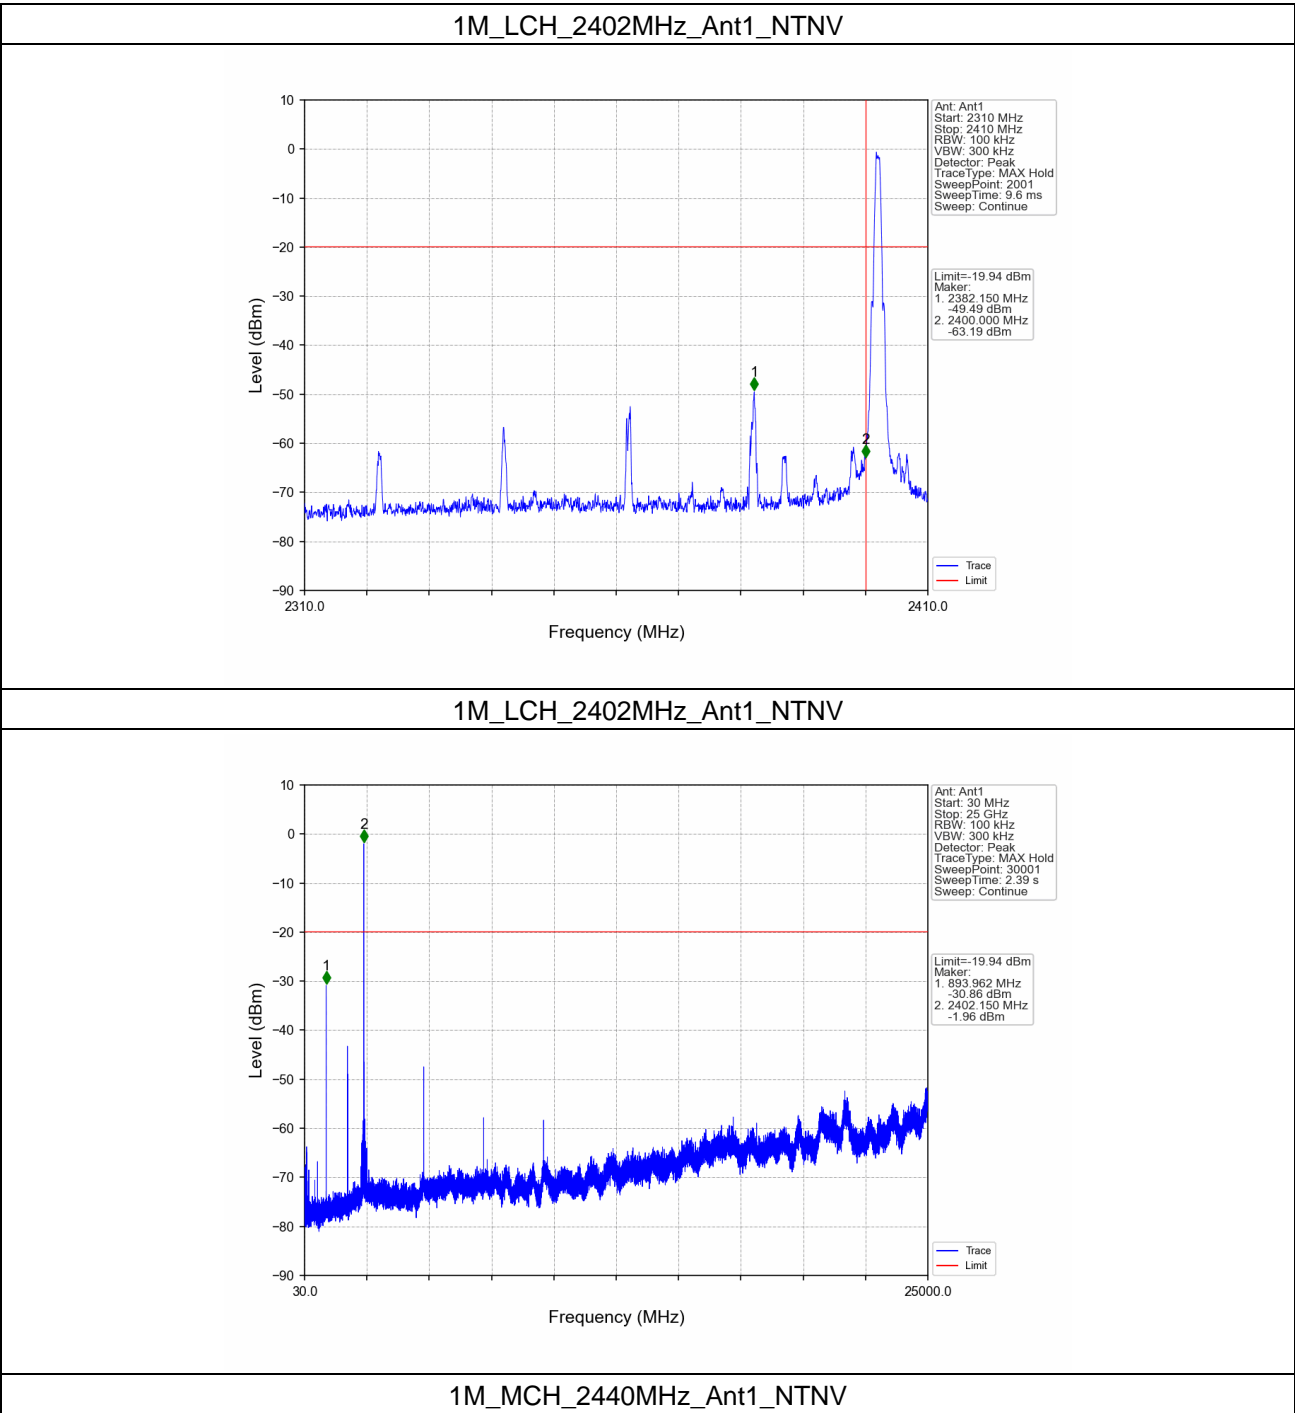 1M_LCH_2402MHz_Ant1_NTNV
10
0
−10
−20
−30
−40
−50
−60
−70
−80
−90
Level (dBm)
1
2
2310.0
2410.0
Frequency (MHz)
Ant: Ant1
Start: 2310 MHz
Stop: 2410 MHz
RBW: 100 kHz
VBW: 300 kHz
Detector: Peak
TraceType: MAX Hold
SweepPoint: 2001
SweepTime: 9.6 ms
Sweep: Continue
Limit=-19.94 dBm
Maker:
1. 2382.150 MHz
-49.49 dBm
2. 2400.000 MHz
-63.19 dBm
Trace
Limit
1M_LCH_2402MHz_Ant1_NTNV
10
0
−10
−20
−30
−40
−50
−60
−70
−80
−90
Level (dBm)
1
2
30.0
25000.0
Frequency (MHz)
Ant: Ant1
Start: 30 MHz
Stop: 25 GHz
RBW: 100 kHz
VBW: 300 kHz
Detector: Peak
TraceType: MAX Hold
SweepPoint: 30001
SweepTime: 2.39 s
Sweep: Continue
Limit=-19.94 dBm
Maker:
1. 893.962 MHz
-30.86 dBm
2. 2402.150 MHz
-1.96 dBm
Trace
Limit
1M_MCH_2440MHz_Ant1_NTNV